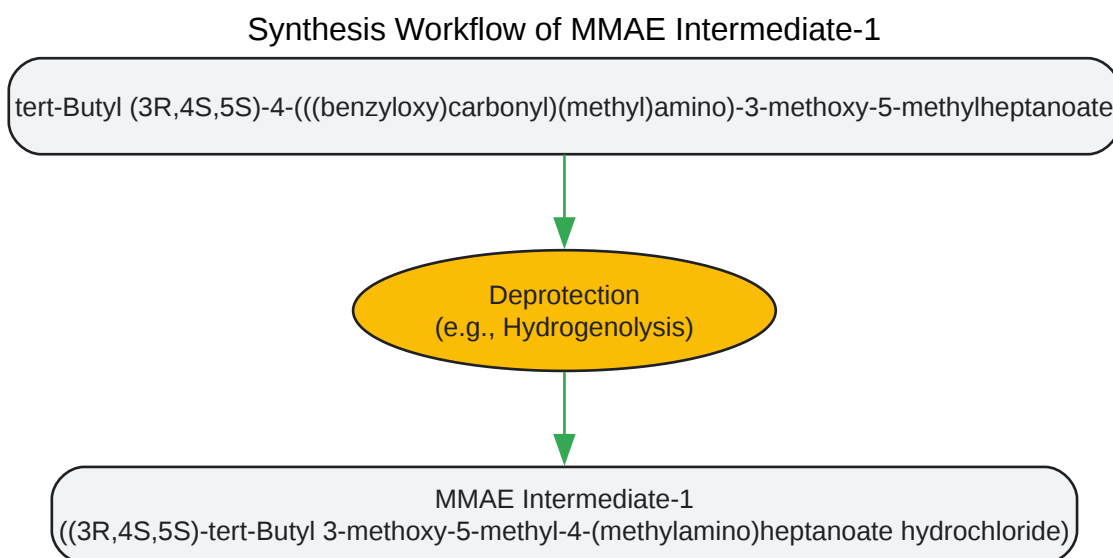 Synthesis Workflow of MMAE Intermediate-1
tert-Butyl (3R,4S,5S)-4-(((benzyloxy)carbonyl)(methyl)amino)-3-methoxy-5-methylheptanoate
Deprotection
(e.g., Hydrogenolysis)
MMAE Intermediate-1
((3R,4S,5S)-tert-Butyl 3-methoxy-5-methyl-4-(methylamino)heptanoate hydrochloride)